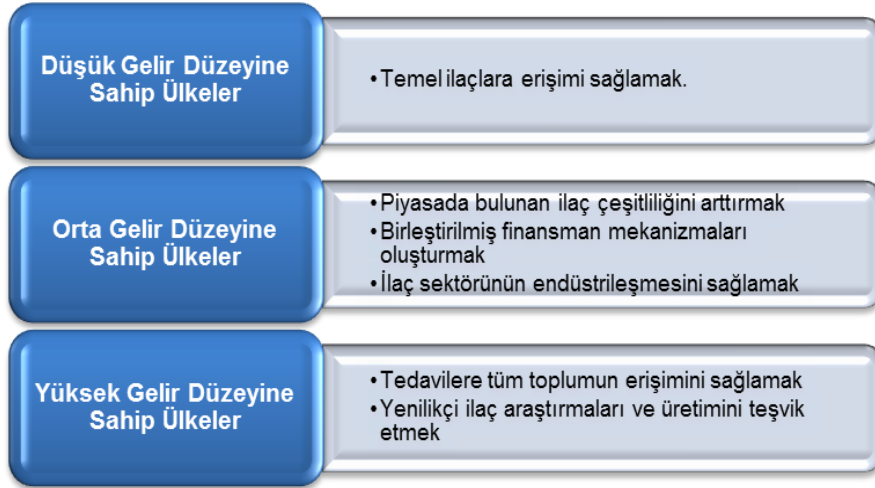 Düşük Gelir Düzeyine
Sahip Ülkeler
•Temel ilaçlara erişimi sağlamak.
Orta Gelir Düzeyine
Sahip Ülkeler
•Piyasada bulunan ilaç çeşitliliğini arttırmak
•Birleştirilmiş finansman mekanizmaları
oluşturmak
•İlaç sektörünün endüstrileşmesini sağlamak
Yüksek Gelir Düzeyine
Sahip Ülkeler
•Tedavilere tüm toplumun erişimini sağlamak
•Yenilikçi ilaç araştırmaları ve üretimini teşvik
etmek